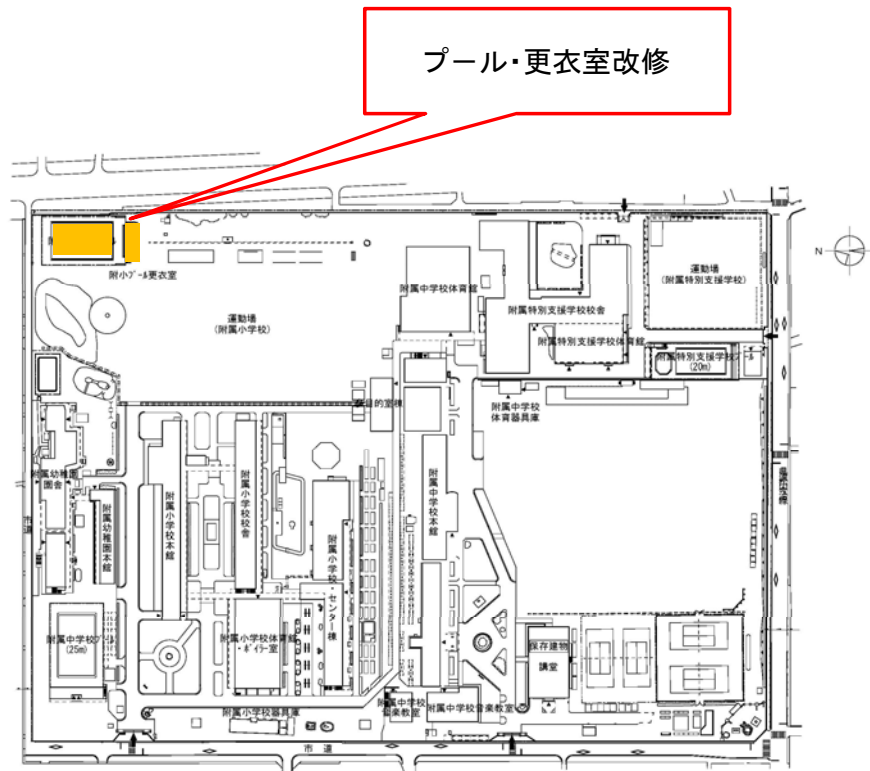 プール・更衣室改修
N
附小プール更衣室
運動場
(附属小学校)
附属中学校体育館
附属特別支援学校校舎
附属特別支援学校体育館
運動場
(附属特別支援学校)
附属特別支援学校プール
(20m)
多目的室棟
附属中学校
体育器具庫
附属幼稚園
園舎
附属幼稚園本館
附属小学校本館
附属小学校校舎
附属小学校・センター棟
附属中学校本館
市道
附属中学校プール
(25m)
附属小学校体育館
・ボイラー室
保存建物
講堂
附属小学校器具庫
附属中学校
音楽教室
附属中学校音楽教室
市道